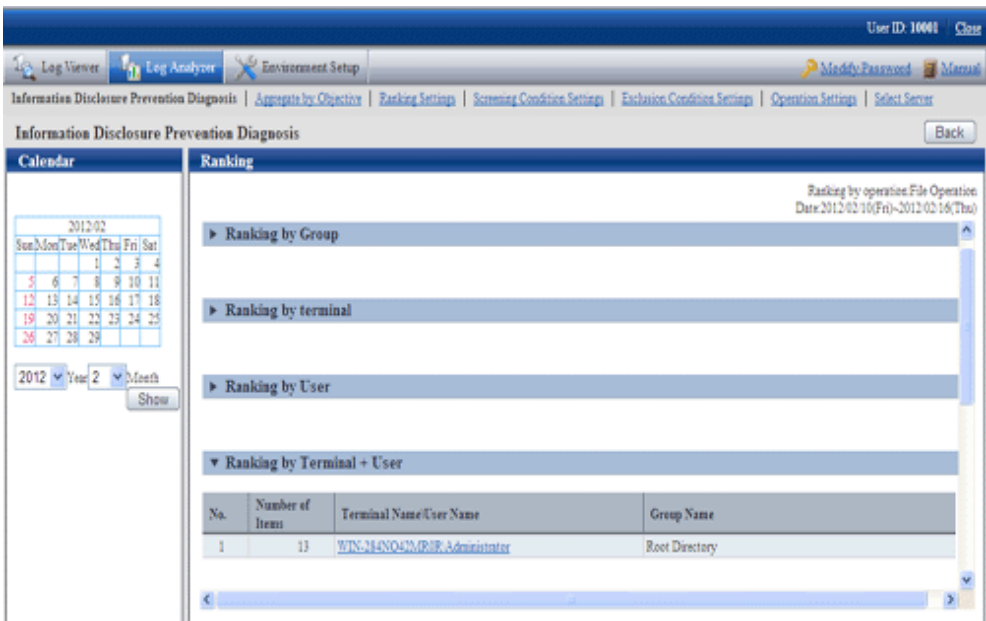 User ID: 10001 Close
Log Viewer Log Analyzer Environment Setup Modify Password Manual
Information Disclosure Prevention Diagnosis | Aggregate by Objective | Ranking Settings | Screening Condition Settings | Exclusion Condition Settings | Operation Settings | Select Server
Information Disclosure Prevention Diagnosis Back
Calendar Ranking
Ranking by operation:File Operation
Date:2012/02/10(Fri)~2012/02/16(Thu)
2012/02
Sun Mon Tue Wed Thu Fri Sat
1 2 3 4
5 6 7 8 9 10 11
12 13 14 15 16 17 18
19 20 21 22 23 24 25
26 27 28 29
2012 Year 2 Month
Show
Ranking by Group
Ranking by terminal
Ranking by User
Ranking by Terminal + User
No. Number of Items Terminal Name/User Name Group Name
1 13 Administrator Root Directory